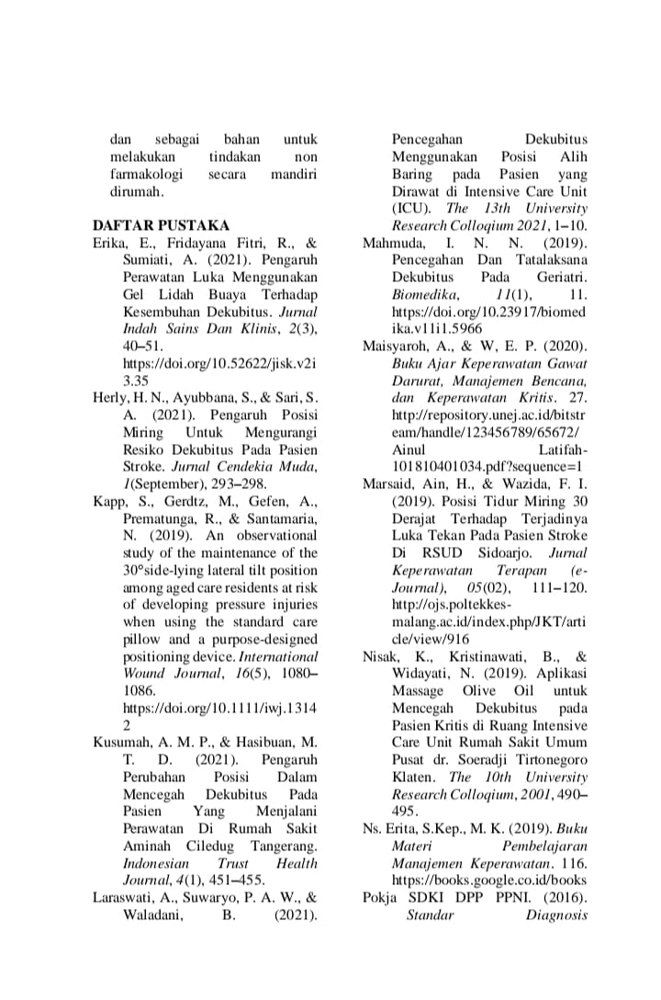 dan sebagai bahan untuk
melakukan tindakan non
farmakologi secara mandiri
dirumah.
DAFTAR PUSTAKA
Erika, E., Fridayana Fitri, R., &
Sumiati, A. (2021). Pengaruh
Perawatan Luka Menggunakan
Gel Lidah Buaya Terhadap
Kesembuhan Dekubitus. Jurnal
Indah Sains Dan Klinis, 2(3),
40–51.
https://doi.org/10.52622/jisk.v2i
3.35
Herly, H. N., Ayubbana, S., & Sari, S.
A. (2021). Pengaruh Posisi
Miring Untuk Mengurangi
Resiko Dekubitus Pada Pasien
Stroke. Jurnal Cendekia Muda,
1(September), 293–298.
Kapp, S., Gerdtz, M., Gefen, A.,
Prematunga, R., & Santamaria,
N. (2019). An observational
study of the maintenance of the
30°side-lying lateral tilt position
among aged care residents at risk
of developing pressure injuries
when using the standard care
pillow and a purpose-designed
positioning device. International
Wound Journal, 16(5), 1080–
1086.
https://doi.org/10.1111/iwj.1314
2
Kusumah, A. M. P., & Hasibuan, M.
T. D. (2021). Pengaruh
Perubahan Posisi Dalam
Mencegah Dekubitus Pada
Pasien Yang Menjalani
Perawatan Di Rumah Sakit
Aminah Ciledug Tangerang.
Indonesian Trust Health
Journal, 4(1), 451–455.
Laraswati, A., Suwaryo, P. A. W., &
Waladani, B. (2021).
Pencegahan Dekubitus
Menggunakan Posisi Alih
Baring pada Pasien yang
Dirawat di Intensive Care Unit
(ICU). The 13th University
Research Colloqium 2021, 1–10.
Mahmuda, I. N. N. (2019).
Pencegahan Dan Tatalaksana
Dekubitus Pada Geriatri.
Biomedika, 11(1), 11.
https://doi.org/10.23917/biomed
ika.v11i1.5966
Maisyaroh, A., & W, E. P. (2020).
Buku Ajar Keperawatan Gawat
Darurat, Manajemen Bencana,
dan Keperawatan Kritis. 27.
http://repository.unej.ac.id/bitstr
eam/handle/123456789/65672/
Ainul Latifah-
101810401034.pdf?sequence=1
Marsaid, Ain, H., & Wazida, F. I.
(2019). Posisi Tidur Miring 30
Derajat Terhadap Terjadinya
Luka Tekan Pada Pasien Stroke
Di RSUD Sidoarjo. Jurnal
Keperawatan Terapan (e-
Journal), 05(02), 111–120.
http://ojs.poltekkes-
malang.ac.id/index.php/JKT/arti
cle/view/916
Nisak, K., Kristinawati, B., &
Widayati, N. (2019). Aplikasi
Massage Olive Oil untuk
Mencegah Dekubitus pada
Pasien Kritis di Ruang Intensive
Care Unit Rumah Sakit Umum
Pusat dr. Soeradji Tirtonegoro
Klaten. The 10th University
Research Colloqium, 2001, 490–
495.
Ns. Erita, S.Kep., M. K. (2019). Buku
Materi Pembelajaran
Manajemen Keperawatan. 116.
https://books.google.co.id/books
Pokja SDKI DPP PPNI. (2016).
Standar Diagnosis